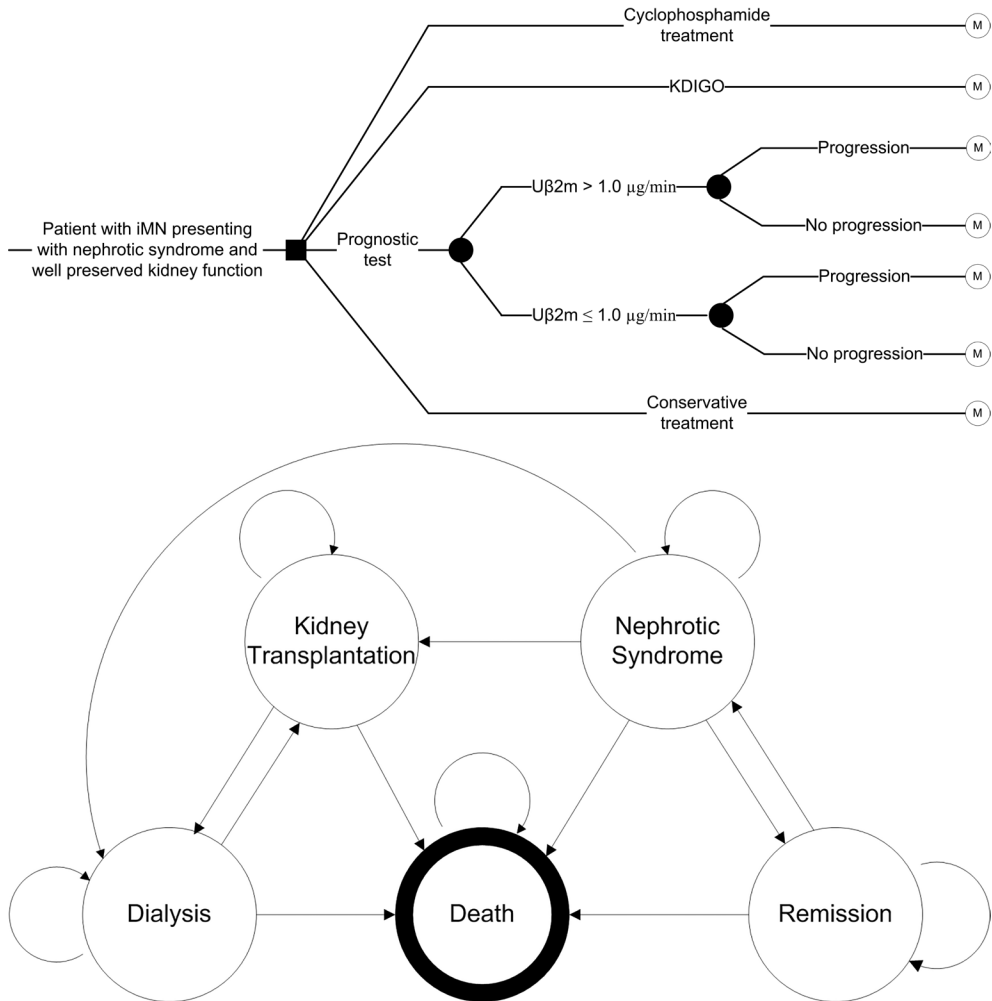 Cyclophosphamide
treatment
M
KDIGO
M
Progression
M
Uβ2m > 1.0 µg/min
No progression
M
Patient with iMN presenting
with nephrotic syndrome and
well preserved kidney function
Prognostic
test
Progression
M
Uβ2m ≤ 1.0 µg/min
No progression
M
Conservative
treatment
M
Kidney
Transplantation
Nephrotic
Syndrome
Dialysis
Death
Remission